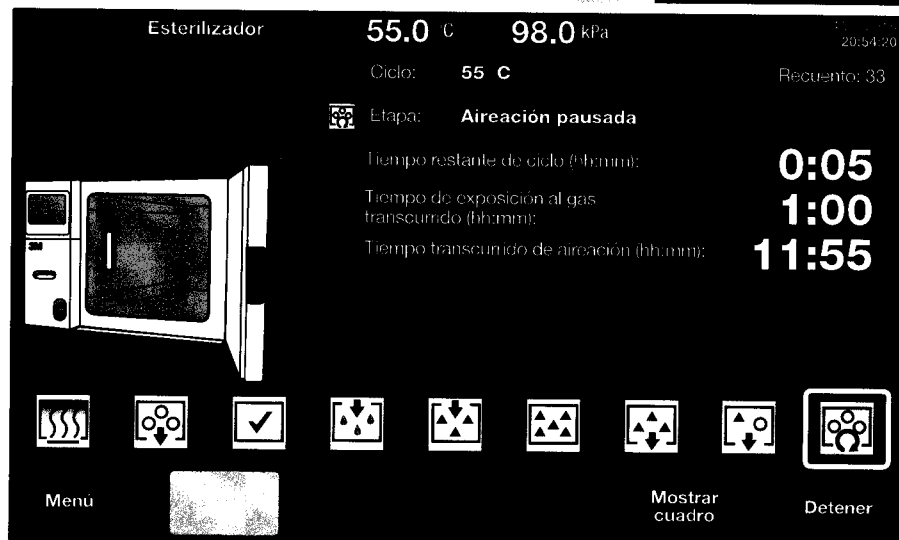 Esterilizador
55.0 °C
98.0 kPa
20:54:20
Ciclo: 55 C
Recuento: 33
Etapa: Aireación pausada
Tiempo restante de ciclo (hh:mm): 0:05
Tiempo de exposición al gas
transcurrido (hh:mm): 1:00
Tiempo transcurrido de aireación (hh:mm): 11:55
3M
Menú
Mostrar
cuadro
Detener